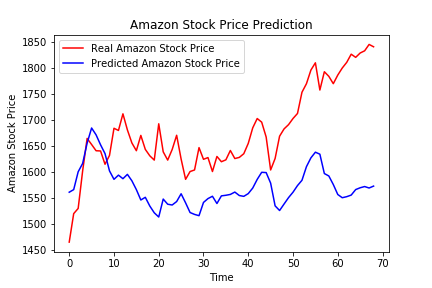 Amazon Stock Price Prediction
Real Amazon Stock Price
Predicted Amazon Stock Price
Amazon Stock Price
1850
1800
1750
1700
1650
1600
1550
1500
1450
0 10 20 30 40 50 60 70
Time